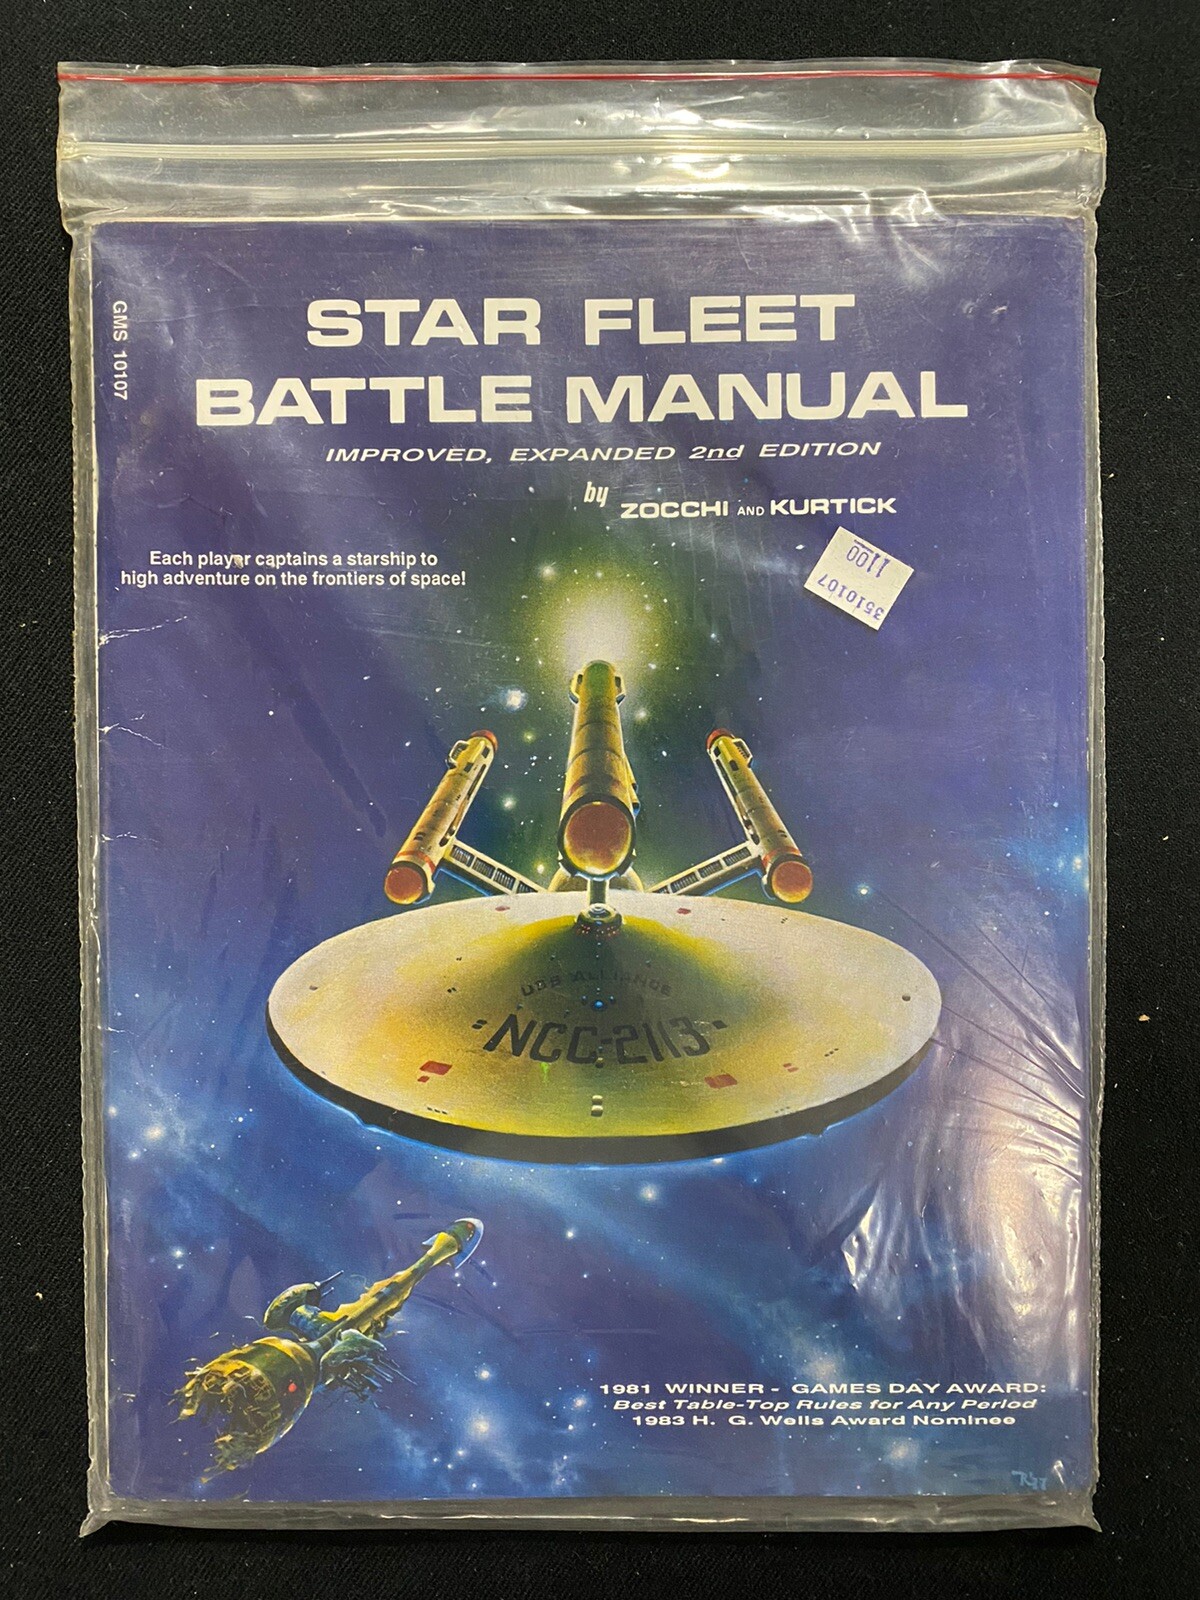 STAR FLEET
BATTLE MANUAL
IMPROVED, EXPANDED 2nd EDITION
by ZOCCHI AND KURTICK
GMS 10107
Each player captains a starship to
high adventure on the frontiers of space!
3510107
1100
USS ALLIANCE
NCC-2113
1981 WINNER - GAMES DAY AWARD:
Best Table-Top Rules for Any Period
1983 H. G. Wells Award Nominee